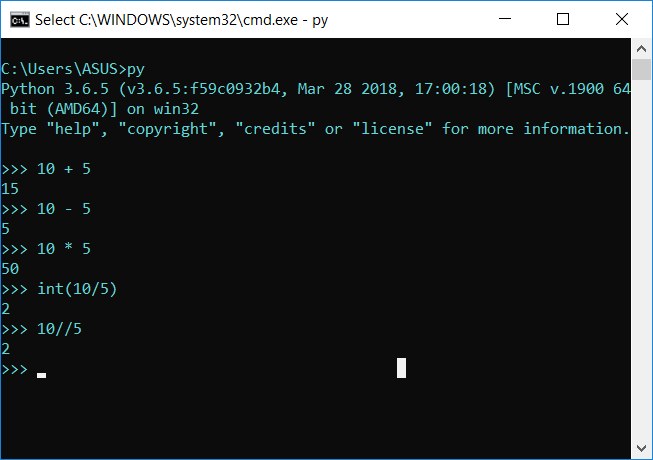 Select C:\WINDOWS\system32\cmd.exe - py
C:\Users\ASUS>py
Python 3.6.5 (v3.6.5:f59c0932b4, Mar 28 2018, 17:00:18) [MSC v.1900 64
 bit (AMD64)] on win32
Type "help", "copyright", "credits" or "license" for more information.
>>> 10 + 5
15
>>> 10 - 5
5
>>> 10 * 5
50
>>> int(10/5)
2
>>> 10//5
2
>>>